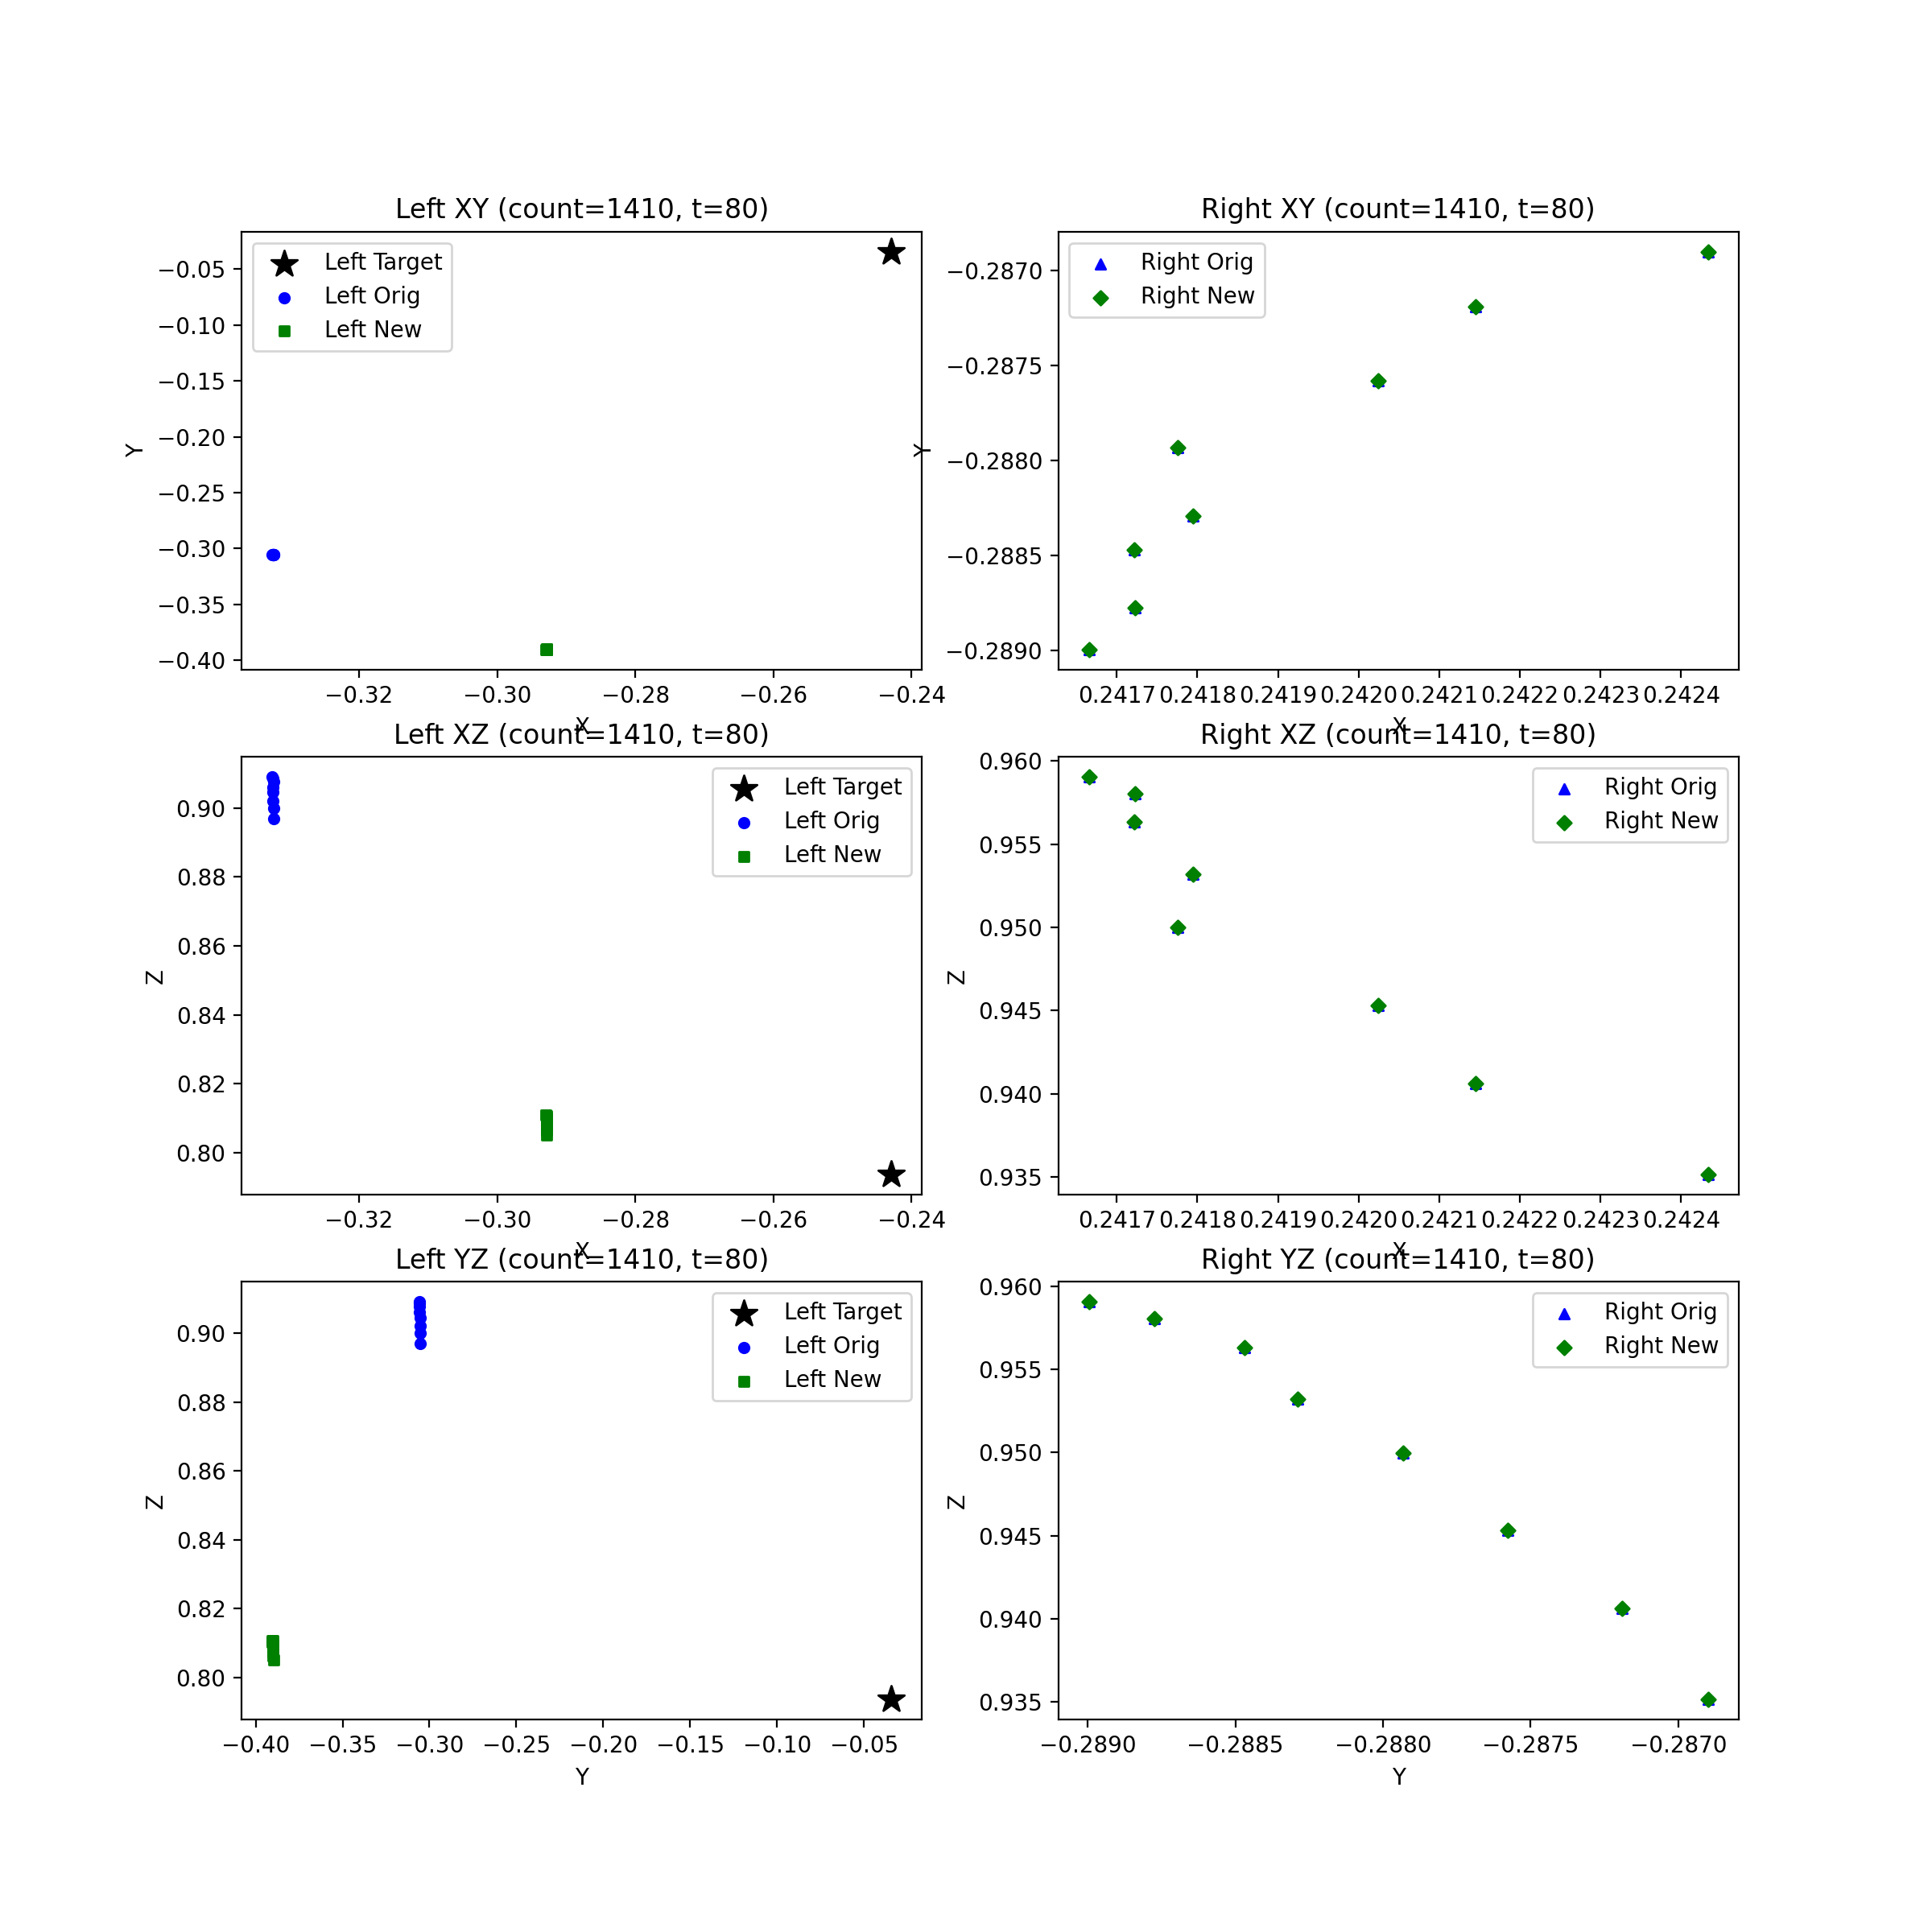 Left XY (count=1410, t=80)
Left Target
Left Orig
Left New
−0.05
−0.10
−0.15
−0.20
−0.25
−0.30
−0.35
−0.40
Y
−0.32 −0.30 −0.28 −0.26 −0.24
X
Right XY (count=1410, t=80)
Right Orig
Right New
−0.2870
−0.2875
−0.2880
−0.2885
−0.2890
Y
0.2417 0.2418 0.2419 0.2420 0.2421 0.2422 0.2423 0.2424
X
Left XZ (count=1410, t=80)
Left Target
Left Orig
Left New
0.90
0.88
0.86
0.84
0.82
0.80
Z
−0.32 −0.30 −0.28 −0.26 −0.24
X
Right XZ (count=1410, t=80)
Right Orig
Right New
0.960
0.955
0.950
0.945
0.940
0.935
Z
0.2417 0.2418 0.2419 0.2420 0.2421 0.2422 0.2423 0.2424
X
Left YZ (count=1410, t=80)
Left Target
Left Orig
Left New
0.90
0.88
0.86
0.84
0.82
0.80
Z
−0.40 −0.35 −0.30 −0.25 −0.20 −0.15 −0.10 −0.05
Y
Right YZ (count=1410, t=80)
Right Orig
Right New
0.960
0.955
0.950
0.945
0.940
0.935
Z
−0.2890 −0.2885 −0.2880 −0.2875 −0.2870
Y